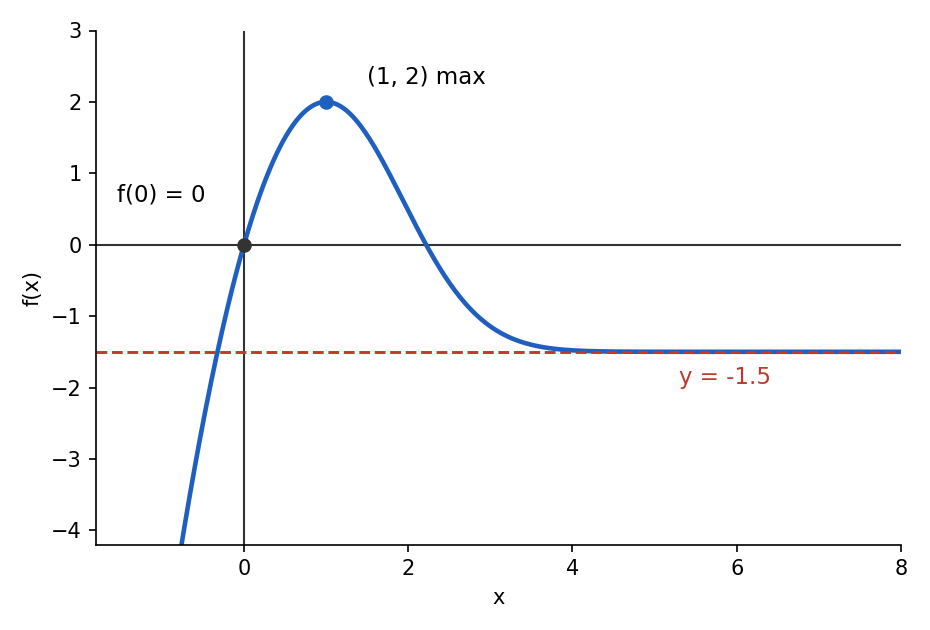 3
(1, 2) max
2
1
f(0) = 0
0
f(x)
−1
y = -1.5
−2
−3
−4
0 2 4 6 8
x